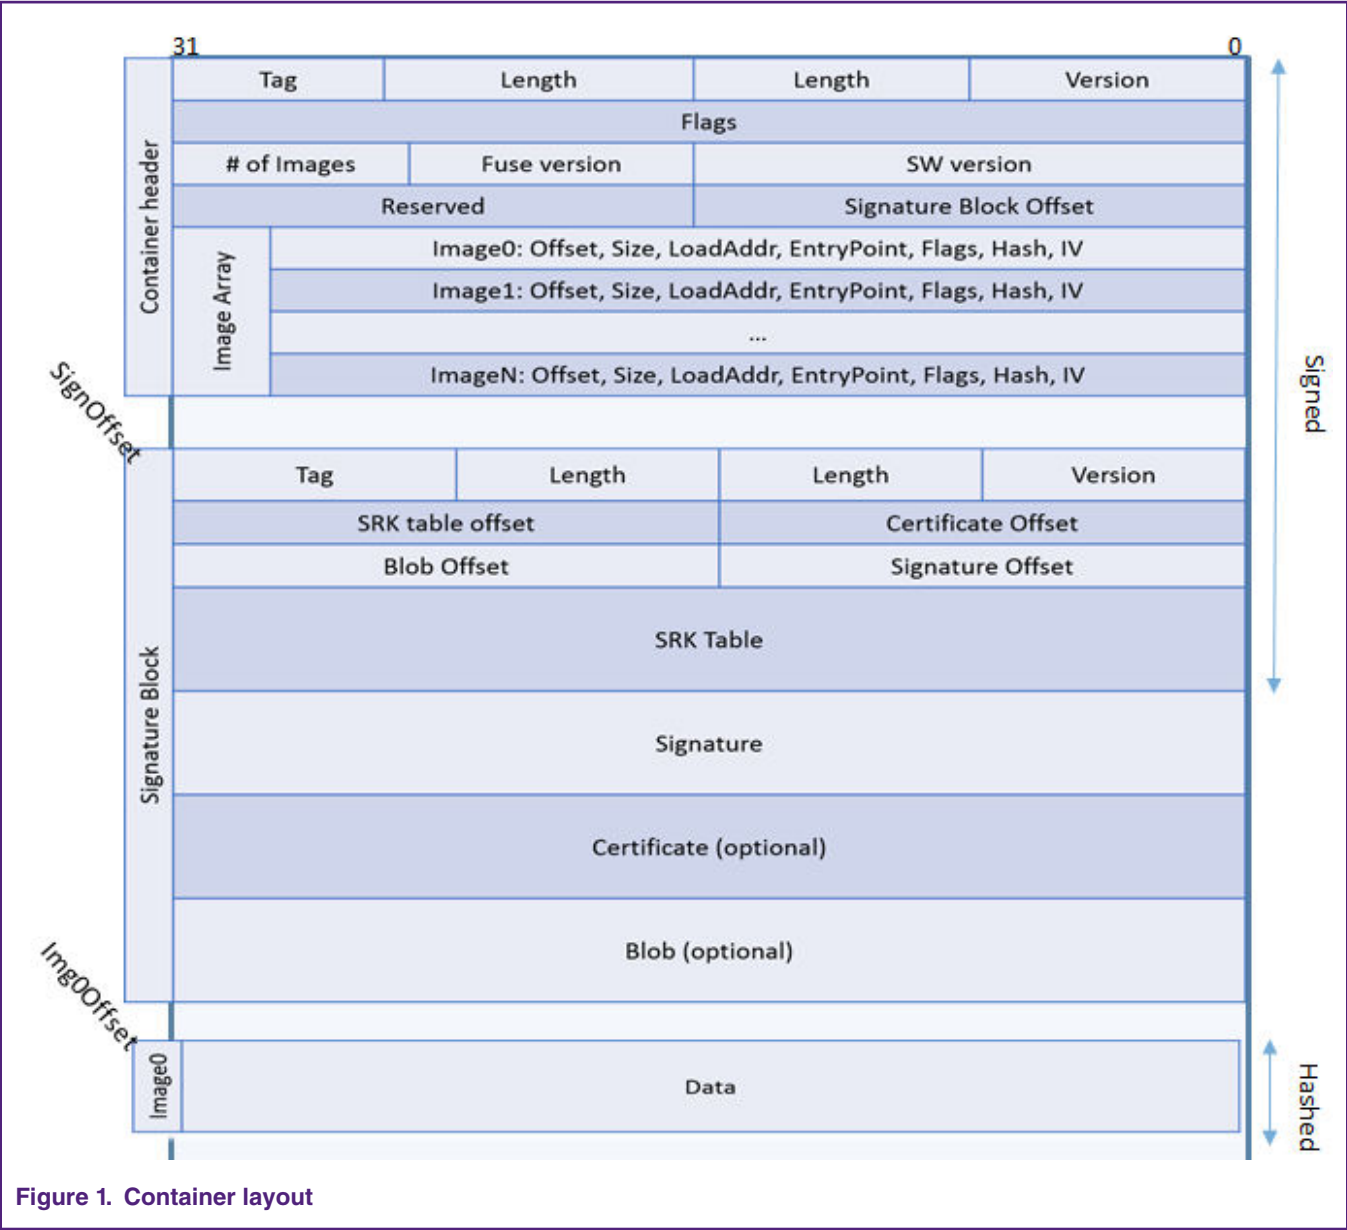 31 0
Tag Length Length Version
Flags
# of Images Fuse version SW version
Reserved Signature Block Offset
Container header
Image Array
Image0: Offset, Size, LoadAddr, EntryPoint, Flags, Hash, IV
Image1: Offset, Size, LoadAddr, EntryPoint, Flags, Hash, IV
...
ImageN: Offset, Size, LoadAddr, EntryPoint, Flags, Hash, IV
Signed
SignOffset
Tag Length Length Version
SRK table offset Certificate Offset
Blob Offset Signature Offset
SRK Table
Signature Block
Signature
Certificate (optional)
Blob (optional)
Img0Offset
Image0
Data
Hashed
Figure 1. Container layout